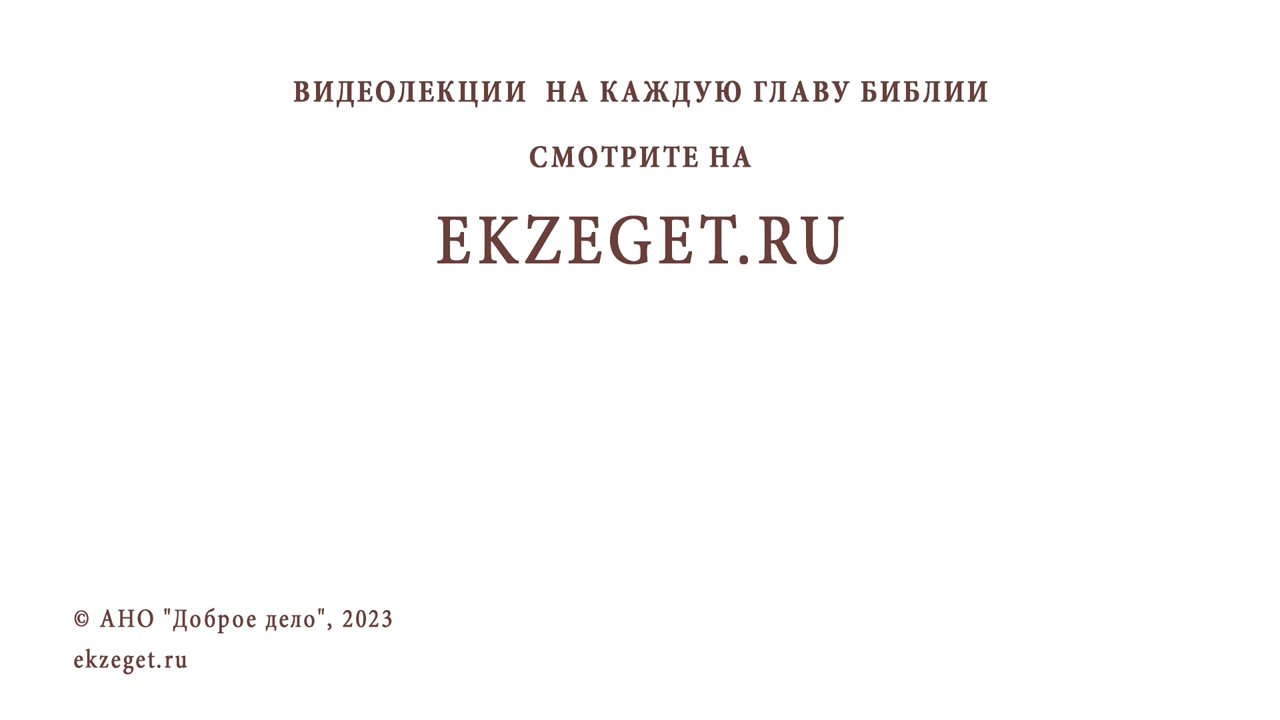 ВИДЕОЛЕКЦИИ НА КАЖДУЮ ГЛАВУ БИБЛИИ
СМОТРИТЕ НА
EKZEGET.RU
© АНО "Доброе дело", 2023
ekzeget.ru